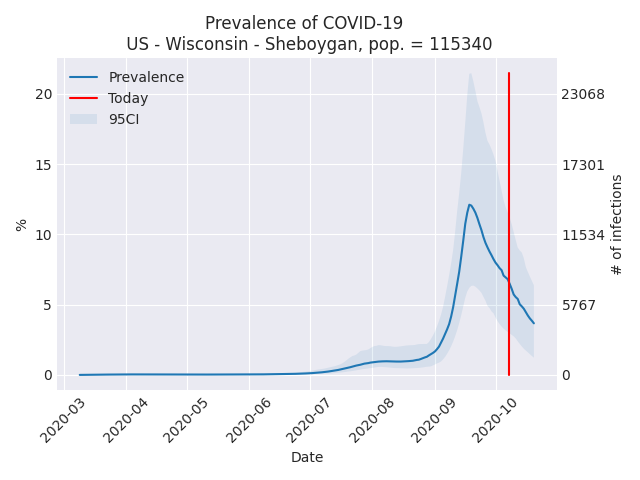 Prevalence of COVID-19
US - Wisconsin - Sheboygan, pop. = 115340
Prevalence
Today
95CI
20
15
10
5
0
%
23068
17301
11534
5767
0
# of infections
2020-03
2020-04
2020-05
2020-06
2020-07
2020-08
2020-09
2020-10
Date